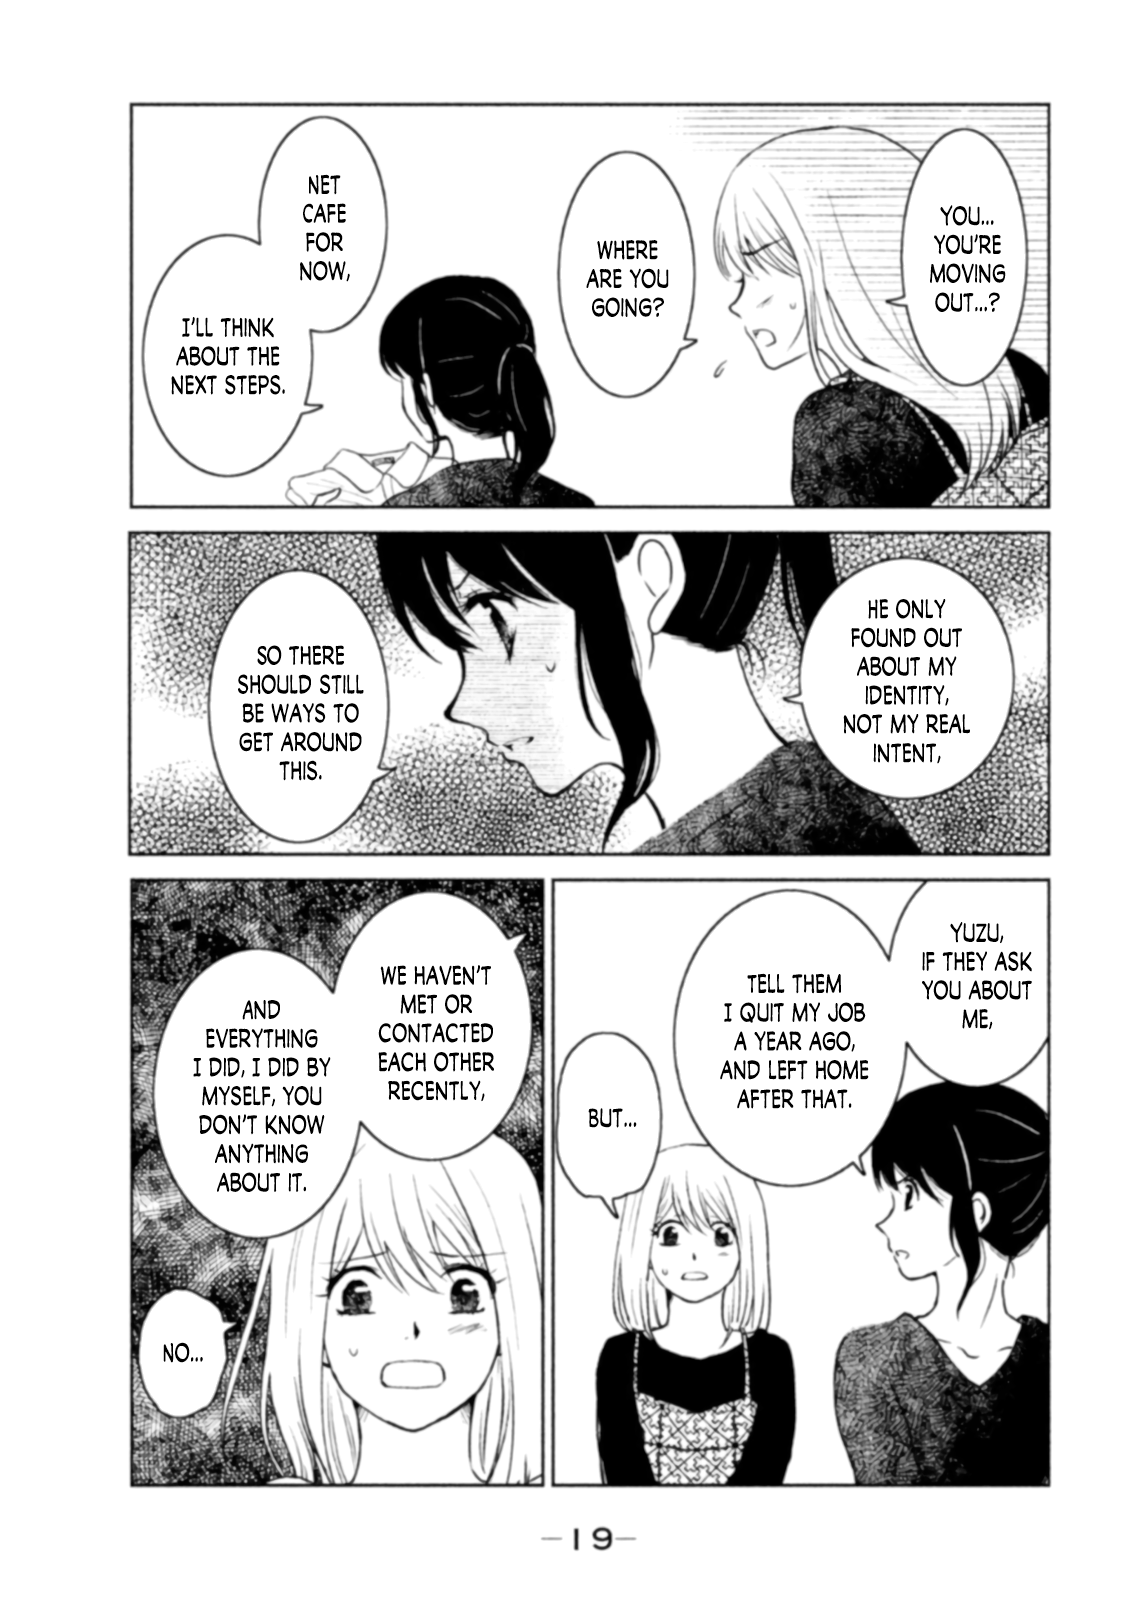 YOU...
YOU'RE
MOVING
OUT...?
WHERE
ARE YOU
GOING?
NET
CAFE
FOR
NOW,
I'LL THINK
ABOUT THE
NEXT STEPS.
HE ONLY
FOUND OUT
ABOUT MY
IDENTITY,
NOT MY REAL
INTENT,
SO THERE
SHOULD STILL
BE WAYS TO
GET AROUND
THIS.
YUZU,
IF THEY ASK
YOU ABOUT
ME,
TELL THEM
I QUIT MY JOB
A YEAR AGO,
AND LEFT HOME
AFTER THAT.
BUT...
WE HAVEN'T
MET OR
CONTACTED
EACH OTHER
RECENTLY,
AND
EVERYTHING
I DID, I DID BY
MYSELF, YOU
DON'T KNOW
ANYTHING
ABOUT IT.
NO...
—19—